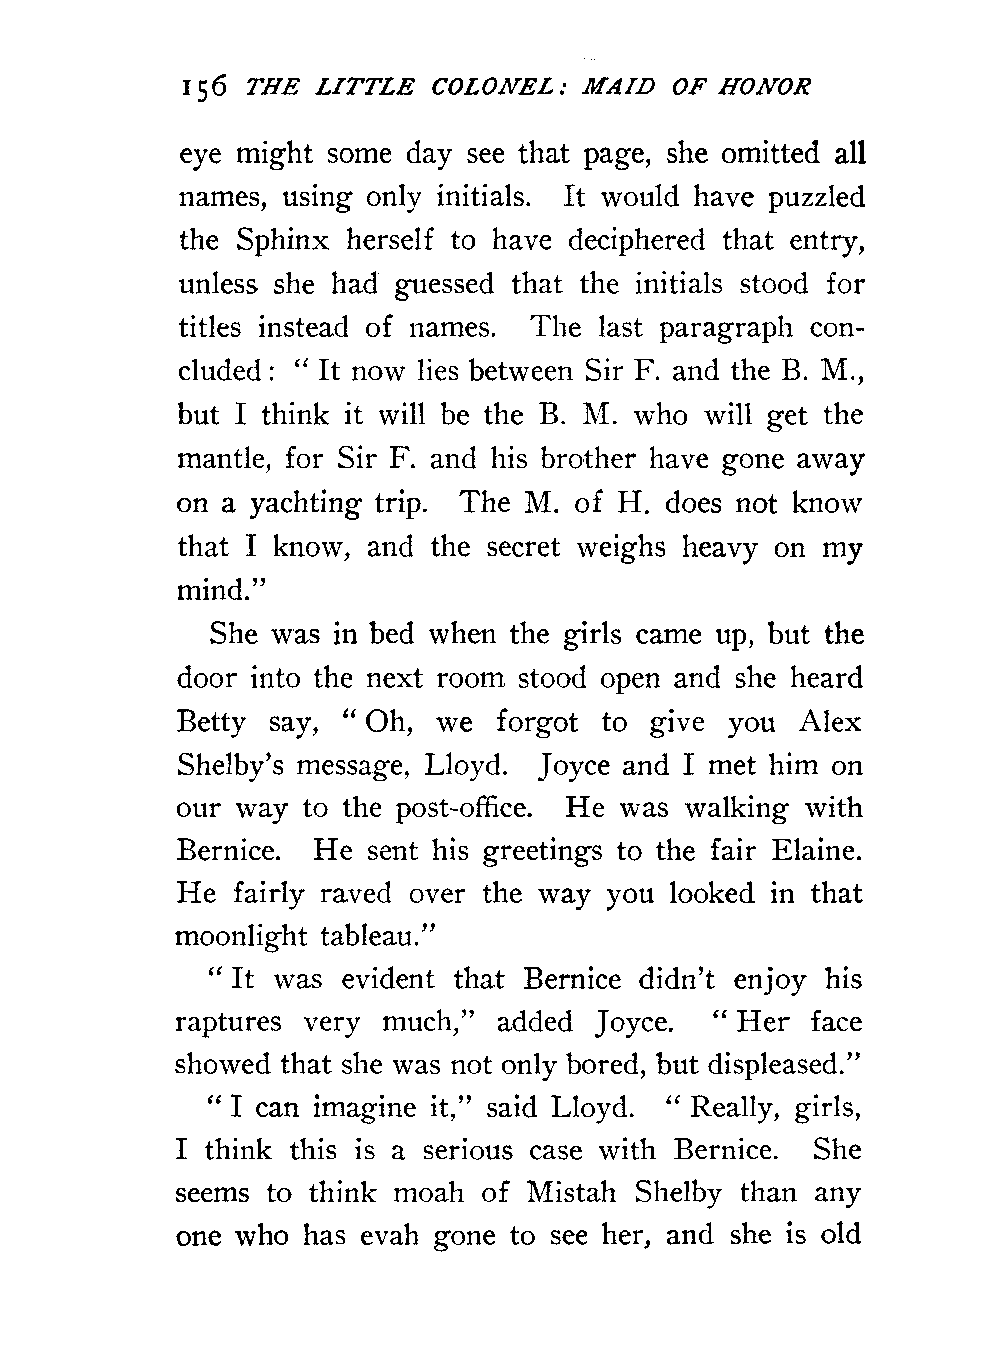 156 THE LITTLE COLONEL: MAID OF HONOR
eye might some day see that page, she omitted all
names, using only initials. It would have puzzled
the Sphinx herself to have deciphered that entry,
unless she had guessed that the initials stood for
titles instead of names. The last paragraph con-
cluded: "It now lies between Sir F. and the B. M.,
but I think it will be the B. M. who will get the
mantle, for Sir F. and his brother have gone away
on a yachting trip. The M. of H. does not know
that I know, and the secret weighs heavy on my
mind."
She was in bed when the girls came up, but the
door into the next room stood open and she heard
Betty say, "Oh, we forgot to give you Alex
Shelby's message, Lloyd. Joyce and I met him on
our way to the post-office. He was walking with
Bernice. He sent his greetings to the fair Elaine.
He fairly raved over the way you looked in that
moonlight tableau."
"It was evident that Bernice didn't enjoy his
raptures very much," added Joyce. "Her face
showed that she was not only bored, but displeased."
"I can imagine it," said Lloyd. "Really, girls,
I think this is a serious case with Bernice. She
seems to think moah of Mistah Shelby than any
one who has evah gone to see her, and she is old